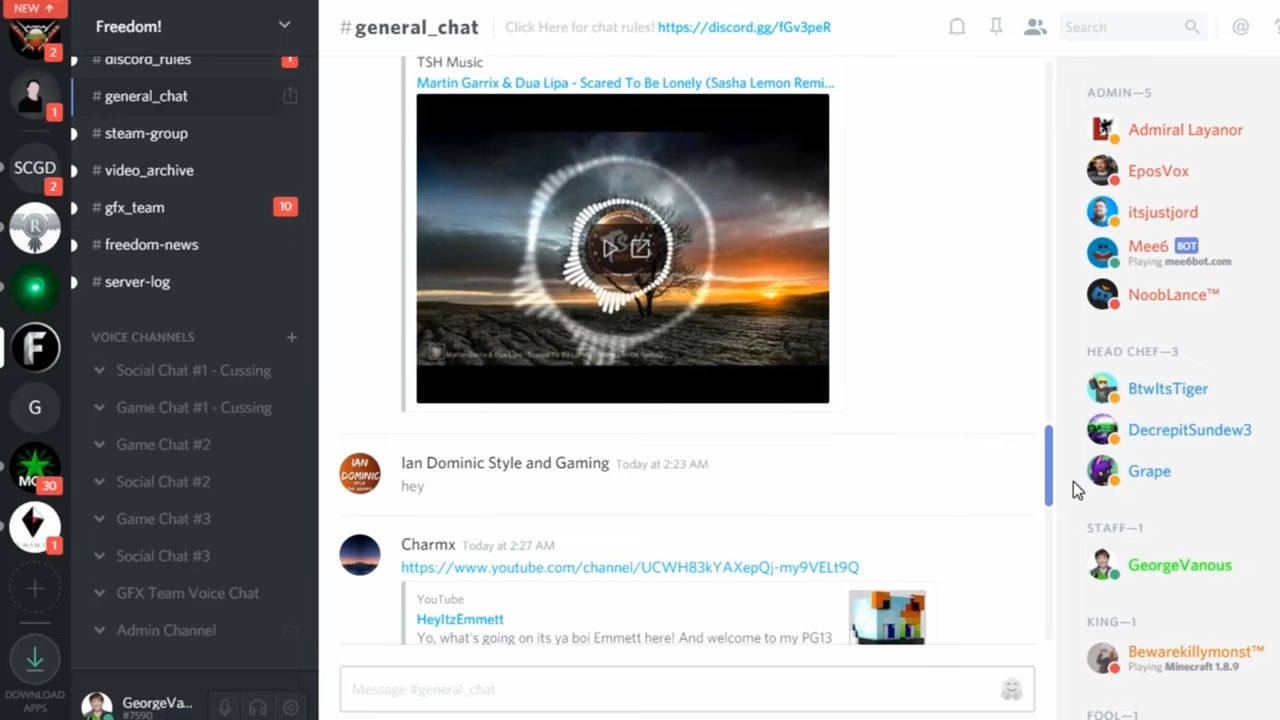 NEW ↑
2
1
SCGD
2
R
F
G
MC
30
1
DOWNLOAD
APPS
Freedom!
# discord_rules
1
# general_chat
# steam-group
# video_archive
# gfx_team
10
# freedom-news
# server-log
VOICE CHANNELS
Social Chat #1 - Cussing
Game Chat #1 - Cussing
Game Chat #2
Social Chat #2
Game Chat #3
Social Chat #3
GFX Team Voice Chat
Admin Channel
GeorgeVa...
#7590
# general_chat
Click Here for chat rules! https://discord.gg/fGv3peR
Search
@
?
TSH Music
Martin Garrix & Dua Lipa - Scared To Be Lonely (Sasha Lemon Remi...
Ian Dominic Style and Gaming Today at 2:23 AM
IAN
DOMINIC
hey
Charmx Today at 2:27 AM
https://www.youtube.com/channel/UCWH83kYAXepQj-my9VELt9Q
YouTube
HeyItzEmmett
Yo, what's going on its ya boi Emmett here! And welcome to my PG13
Message #general_chat
ADMIN—5
Admiral Layanor
EposVox
itsjustjord
Mee6 BOT
Playing mee6bot.com
NoobLance™
HEAD CHEF—3
BtwItsTiger
DecrepitSundew3
Grape
STAFF—1
GeorgeVanous
KING—1
Bewarekillymonst™
Playing Minecraft 1.8.9
FOOL—1